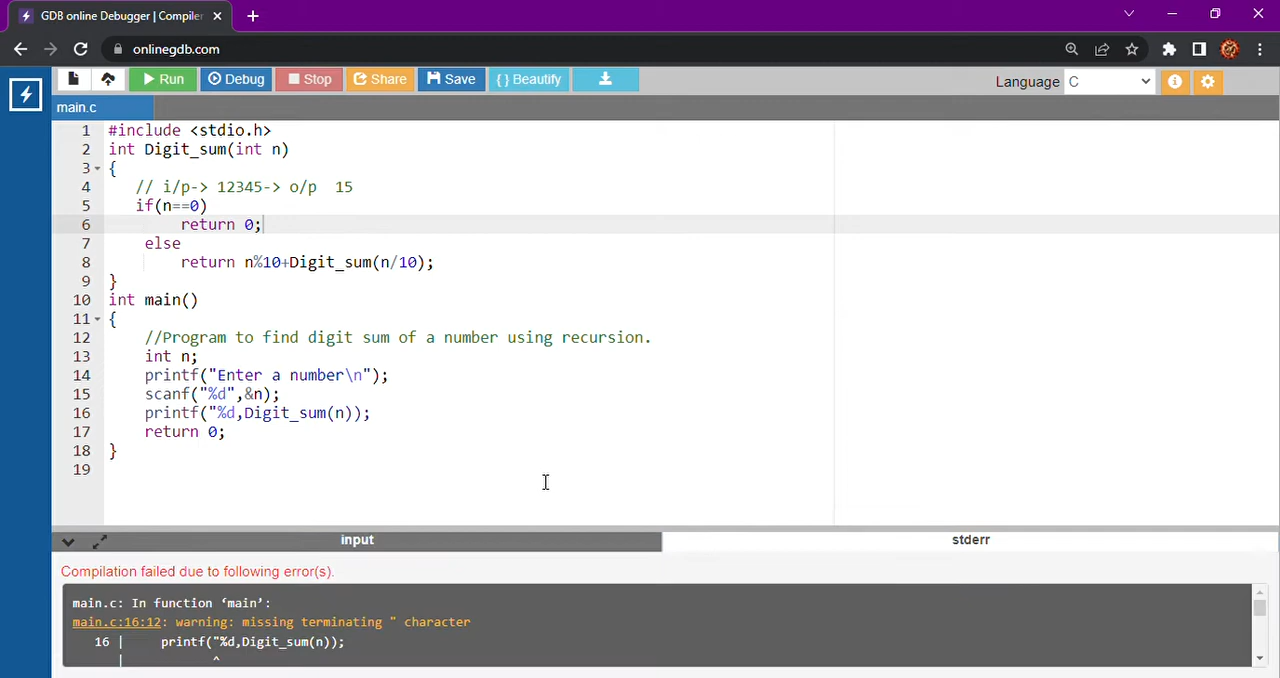 GDB online Debugger | Compiler
onlinegdb.com
Run Debug Stop Share Save { } Beautify Language C
main.c
1 #include <stdio.h>
2 int Digit_sum(int n)
3 {
4 // i/p-> 12345-> o/p 15
5 if(n==0)
6 return 0;
7 else
8 return n%10+Digit_sum(n/10);
9 }
10 int main()
11 {
12 //Program to find digit sum of a number using recursion.
13 int n;
14 printf("Enter a number\n");
15 scanf("%d",&n);
16 printf("%d,Digit_sum(n));
17 return 0;
18 }
19
input stderr
Compilation failed due to following error(s).
main.c: In function ‘main’:
main.c:16:12: warning: missing terminating " character
16 | printf("%d,Digit_sum(n));
| ^